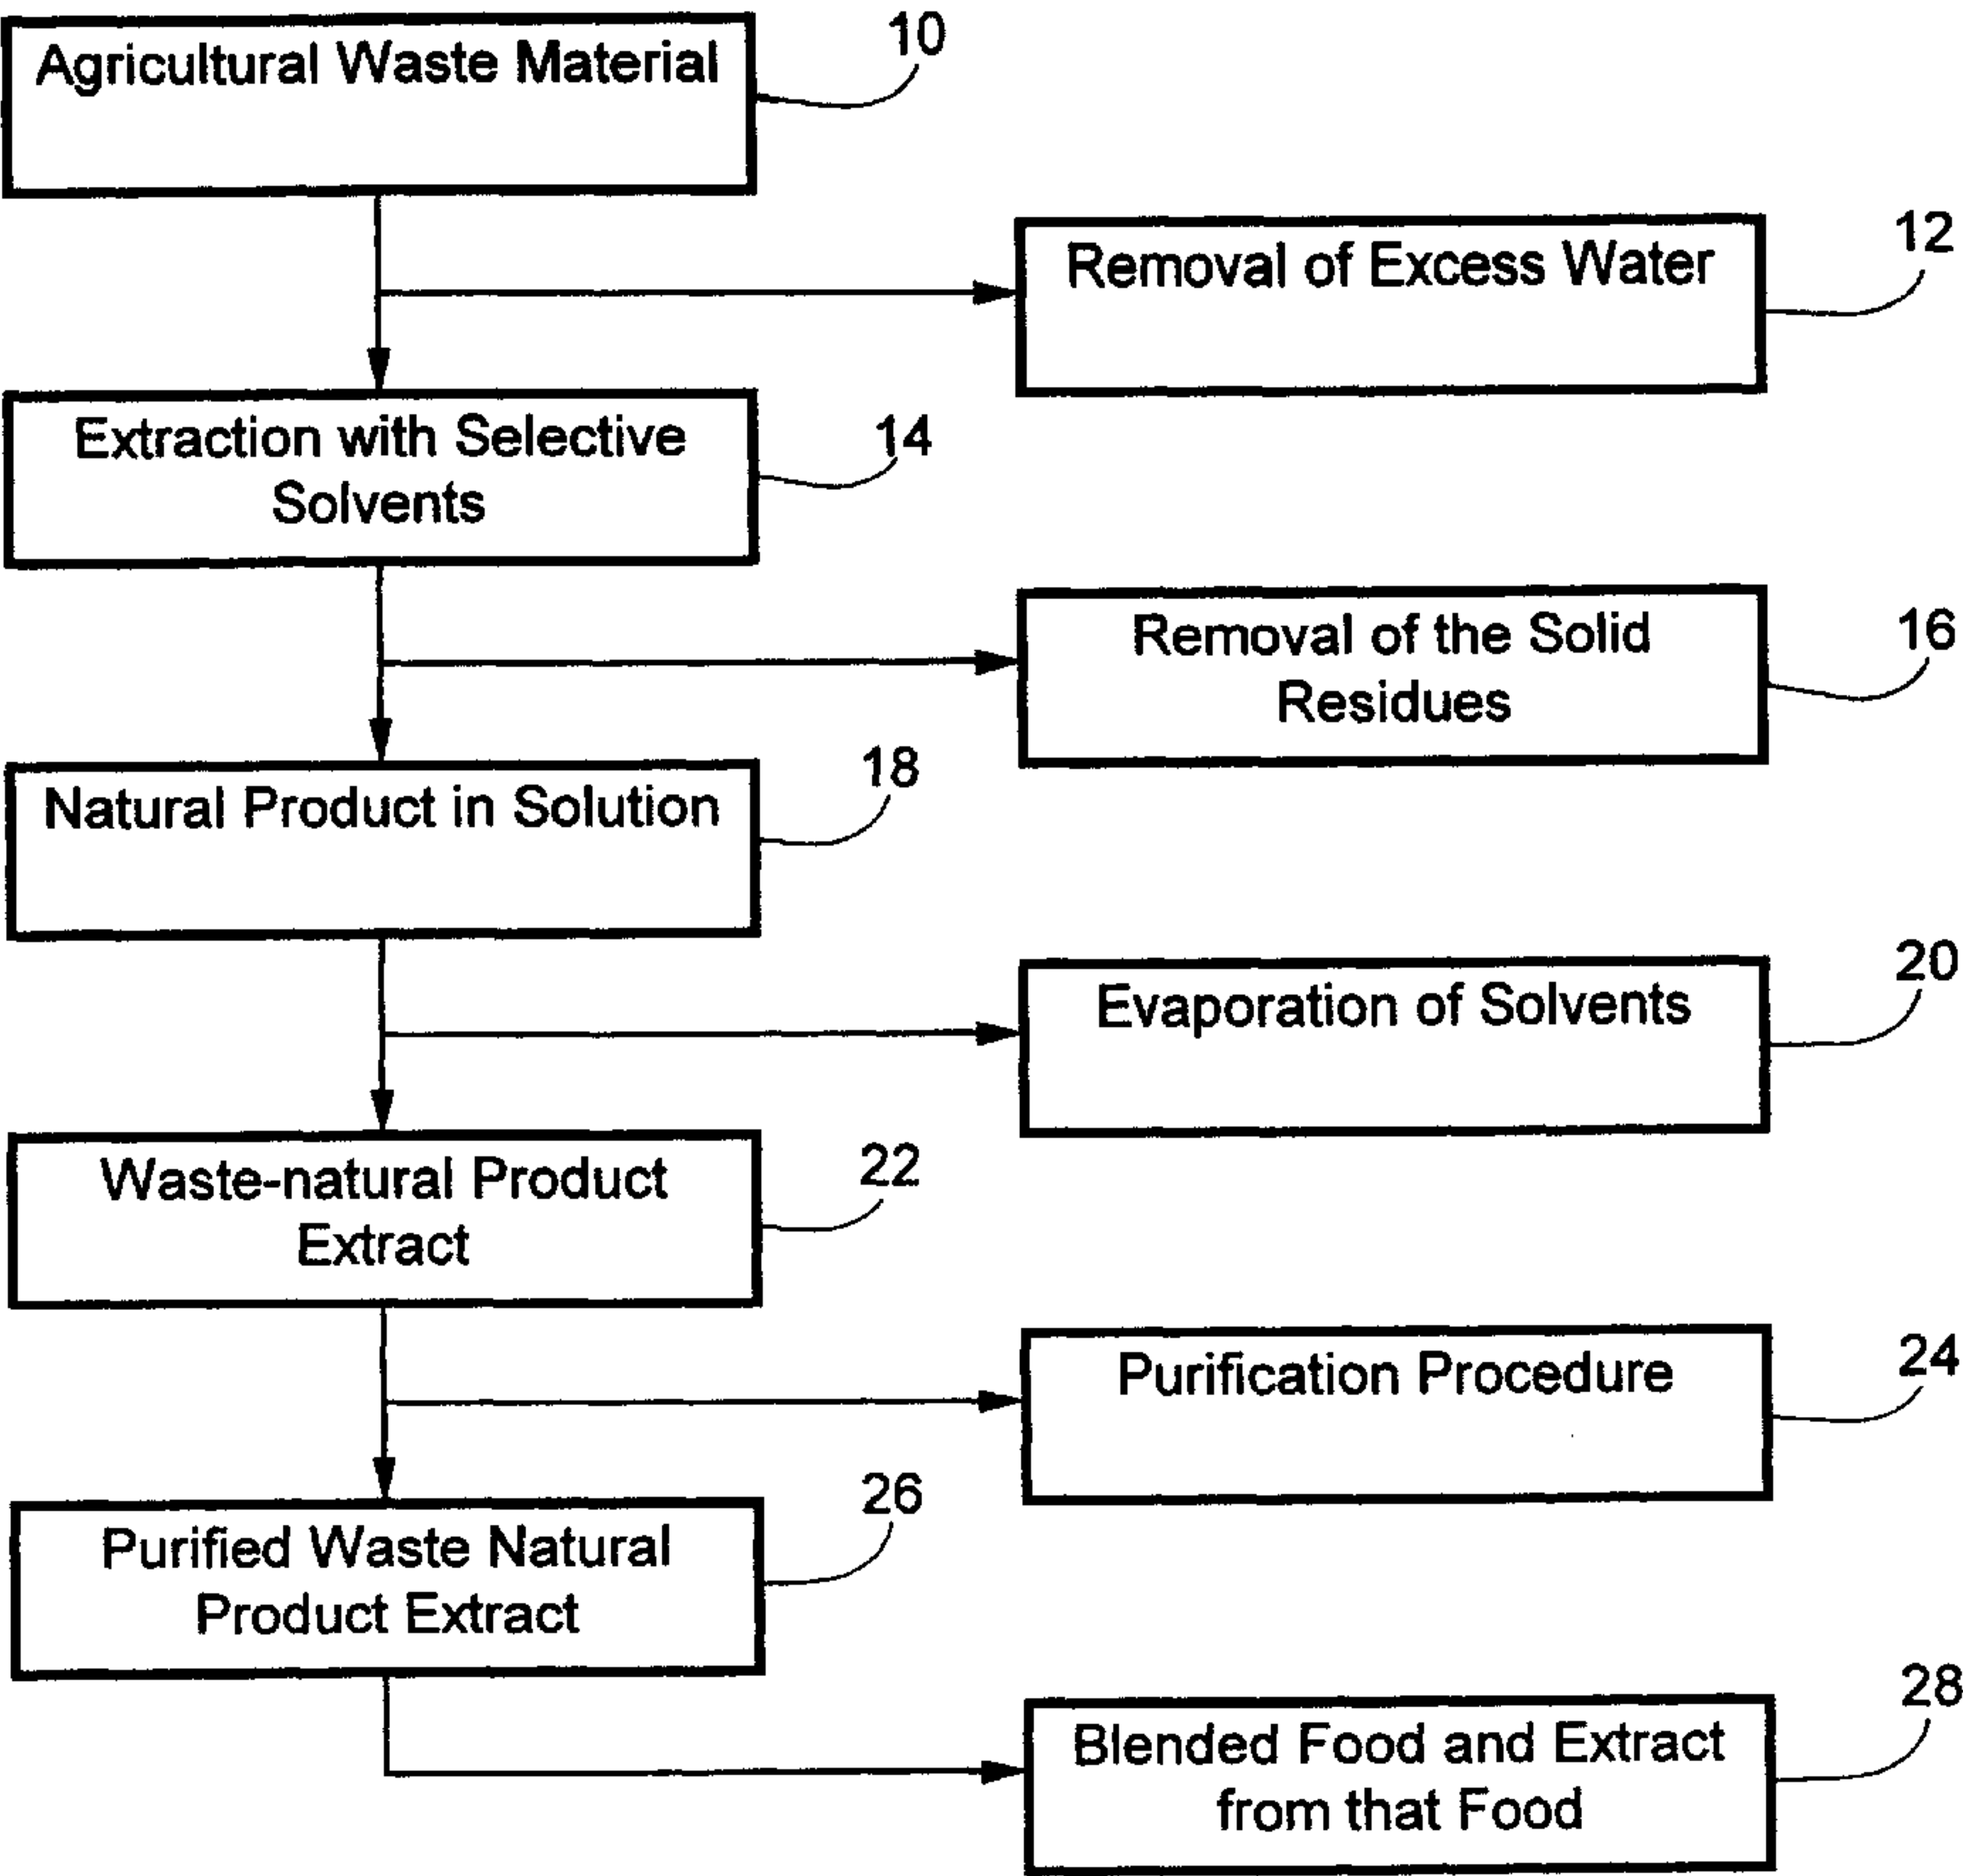 Agricultural Waste Material
10
Removal of Excess Water
12
Extraction with Selective
Solvents
14
Removal of the Solid
Residues
16
Natural Product in Solution
18
Evaporation of Solvents
20
Waste-natural Product
Extract
22
Purification Procedure
24
Purified Waste Natural
Product Extract
26
Blended Food and Extract
from that Food
28